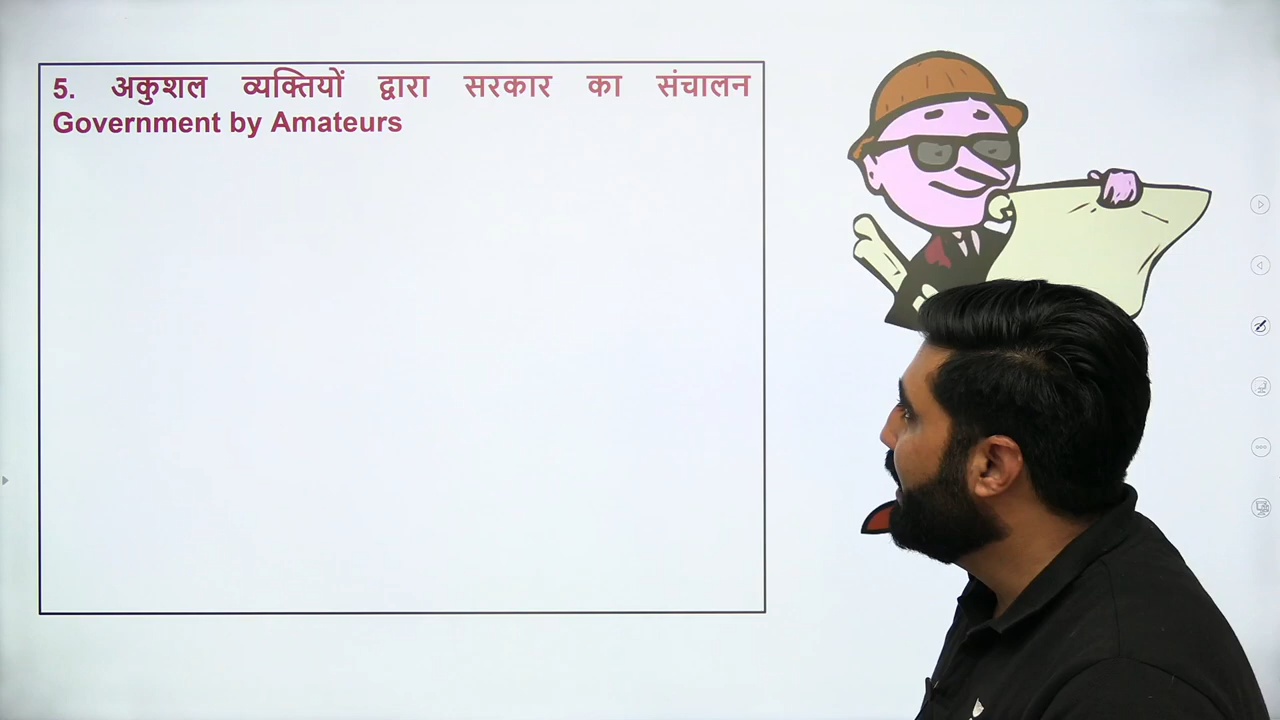 5. अकुशल व्यक्तियों द्वारा सरकार का संचालन
Government by Amateurs